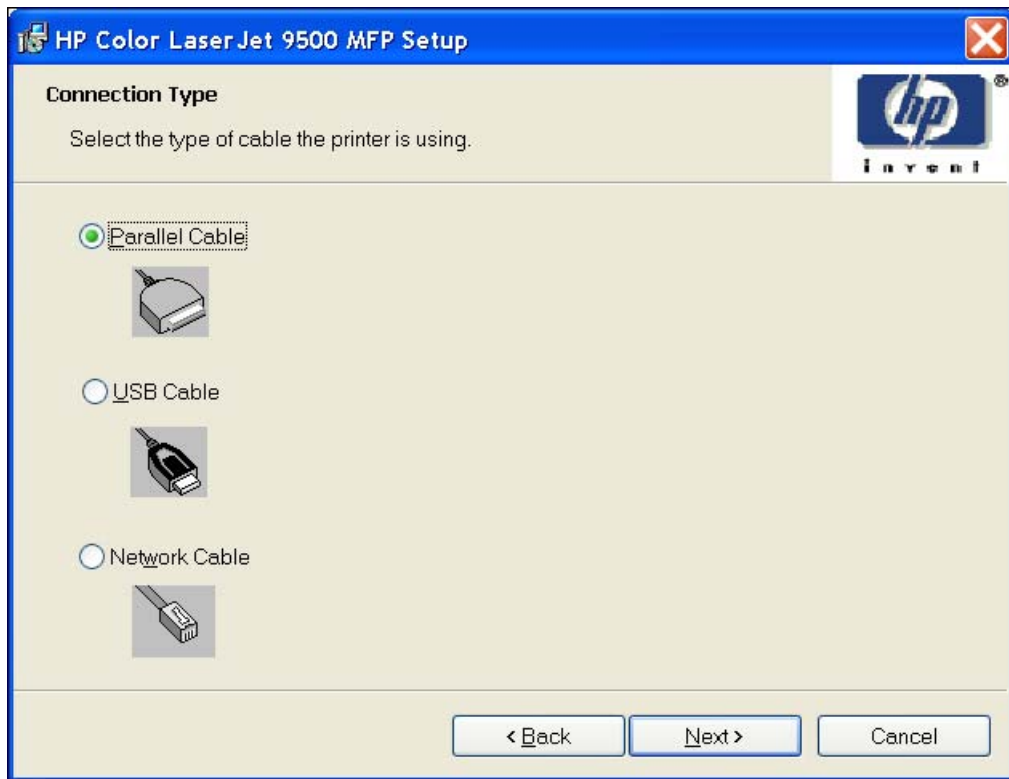 HP Color LaserJet 9500 MFP Setup
Connection Type
Select the type of cable the printer is using.
hp
®
invent
Parallel Cable
USB Cable
Network Cable
< Back Next > Cancel